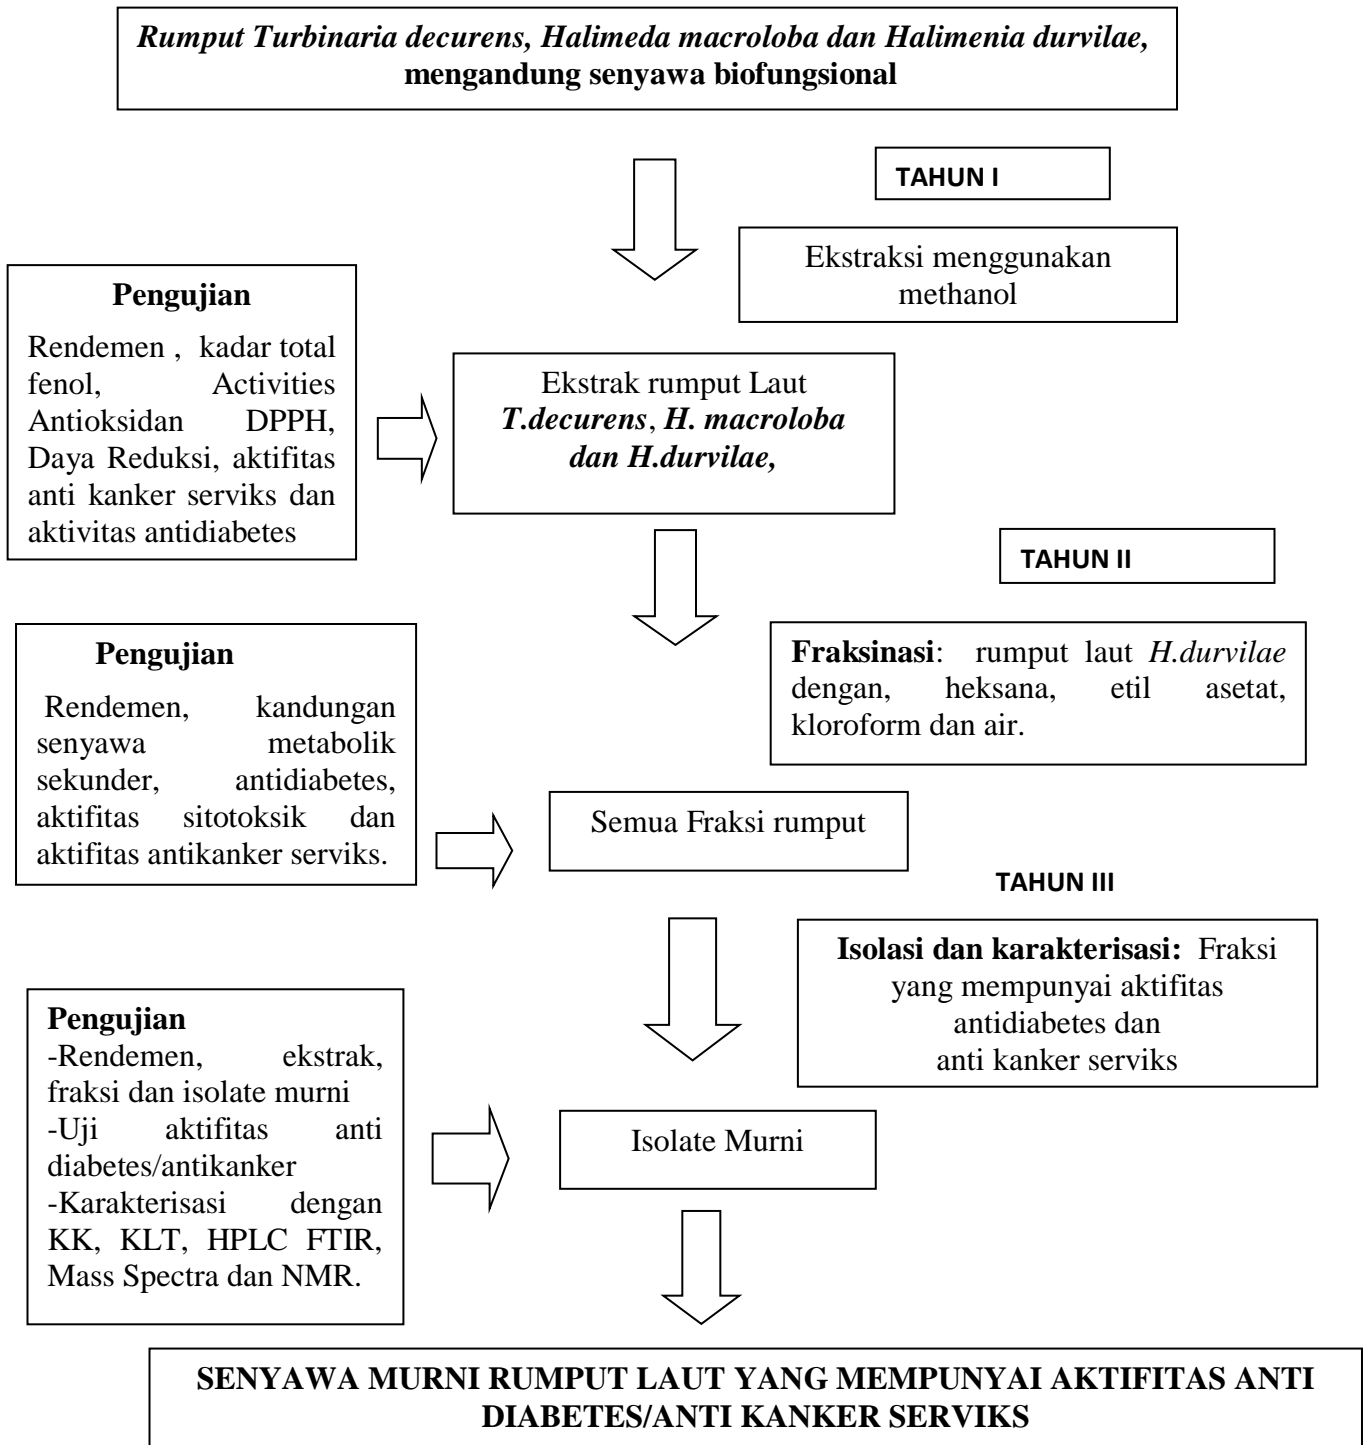 Rumput Turbinaria decurens, Halimeda macroloba dan Halimenia durvilae,
mengandung senyawa biofungsional
TAHUN I
Ekstraksi menggunakan
methanol
Pengujian
Rendemen , kadar total
fenol, Activities
Antioksidan DPPH,
Daya Reduksi, aktifitas
anti kanker serviks dan
aktivitas antidiabetes
Ekstrak rumput Laut
T.decurens, H. macroloba
dan H.durvilae,
TAHUN II
Fraksinasi: rumput laut H.durvilae
dengan, heksana, etil asetat,
kloroform dan air.
Pengujian
Rendemen, kandungan
senyawa metabolik
sekunder, antidiabetes,
aktifitas sitotoksik dan
aktifitas antikanker serviks.
Semua Fraksi rumput
TAHUN III
Isolasi dan karakterisasi: Fraksi
yang mempunyai aktifitas
antidiabetes dan
anti kanker serviks
Pengujian
-Rendemen, ekstrak,
fraksi dan isolate murni
-Uji aktifitas anti
diabetes/antikanker
-Karakterisasi dengan
KK, KLT, HPLC FTIR,
Mass Spectra dan NMR.
Isolate Murni
SENYAWA MURNI RUMPUT LAUT YANG MEMPUNYAI AKTIFITAS ANTI
DIABETES/ANTI KANKER SERVIKS